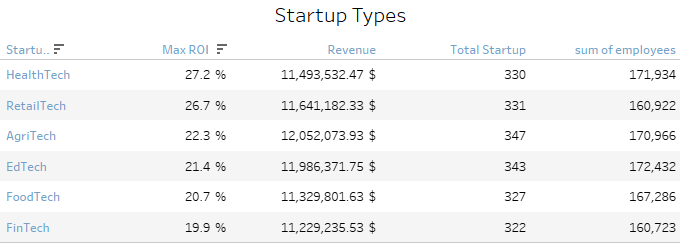 Startup Types
Startu.. Max ROI Revenue Total Startup sum of employees
HealthTech 27.2 % 11,493,532.47 $ 330 171,934
RetailTech 26.7 % 11,641,182.33 $ 331 160,922
AgriTech 22.3 % 12,052,073.93 $ 347 170,966
EdTech 21.4 % 11,986,371.75 $ 343 172,432
FoodTech 20.7 % 11,329,801.63 $ 327 167,286
FinTech 19.9 % 11,229,235.53 $ 322 160,723